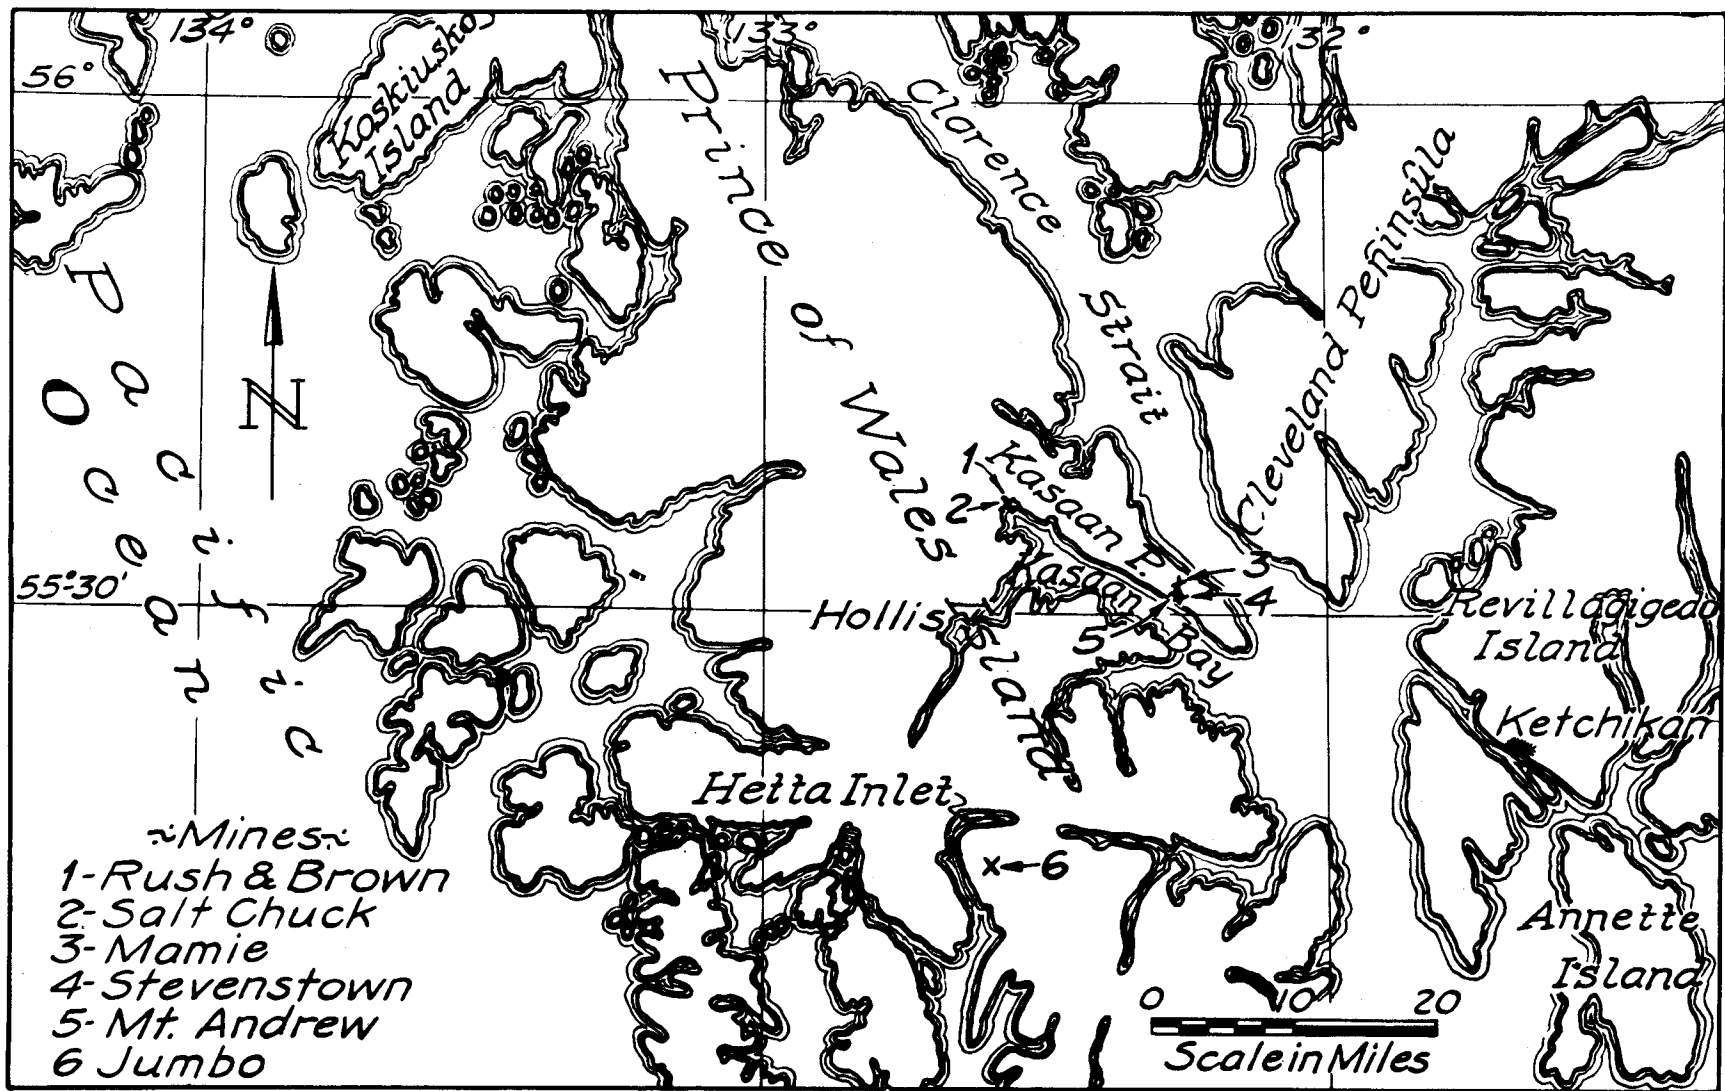 134°
133°
132°
56°
Koskiuskos
Island
Prince of Wales Island
Clarence Strait
Cleveland Peninsula
Pacific
Ocean
N
1
2
Kasaan P.
3
4
5
Kasaan Bay
55°30'
Hollis
Revillagigedo
Island
Ketchikan
Hetta Inlet
6
Annette
Island
~Mines~
1-Rush & Brown
2-Salt Chuck
3-Mamie
4-Stevenstown
5-Mt. Andrew
6 Jumbo
0 10 20
Scale in Miles